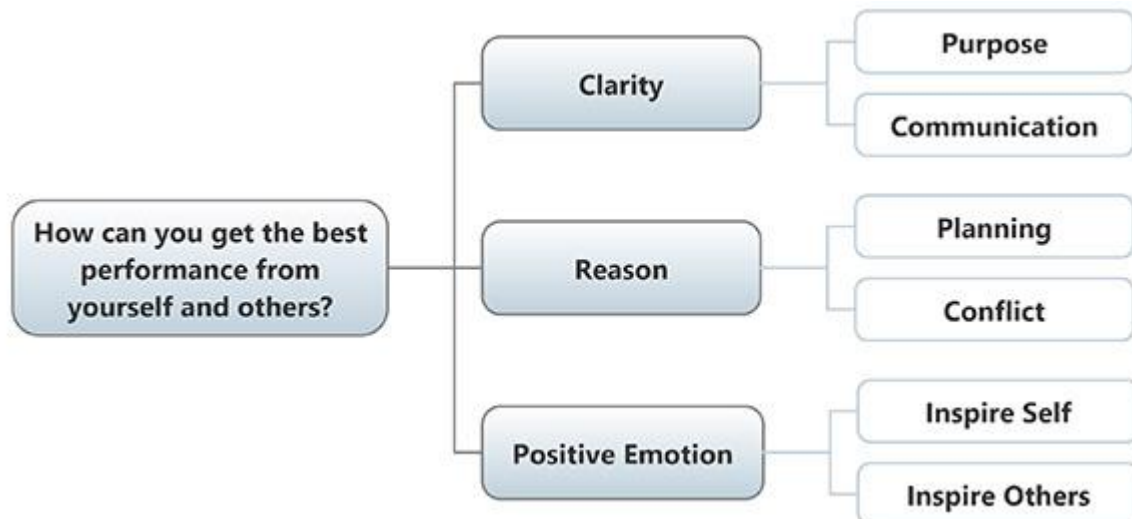 How can you get the best
performance from
yourself and others?
Clarity
Purpose
Communication
Reason
Planning
Conflict
Positive Emotion
Inspire Self
Inspire Others